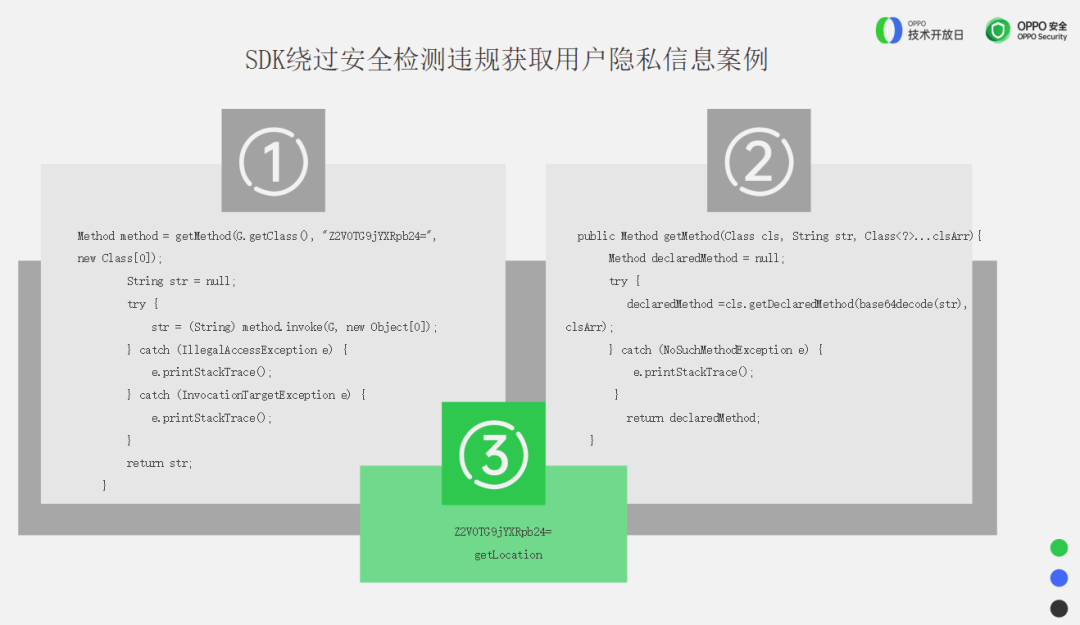 OPPO
技术开放日
OPPO 安全
OPPO Security
SDK绕过安全检测违规获取用户隐私信息案例
1
Method method = getMethod(G.getClass(), "Z2V0TG9jYXRpb24=",
new Class[0]);
String str = null;
try {
str = (String) method.invoke(G, new Object[0]);
} catch (IllegalAccessException e) {
e.printStackTrace();
} catch (InvocationTargetException e) {
e.printStackTrace();
}
return str;
}
2
public Method getMethod(Class cls, String str, Class<?>...clsArr){
Method declaredMethod = null;
try {
declaredMethod =cls.getDeclaredMethod(base64decode(str),
clsArr);
} catch (NoSuchMethodException e) {
e.printStackTrace();
}
return declaredMethod;
}
3
Z2V0TG9jYXRpb24=
getLocation